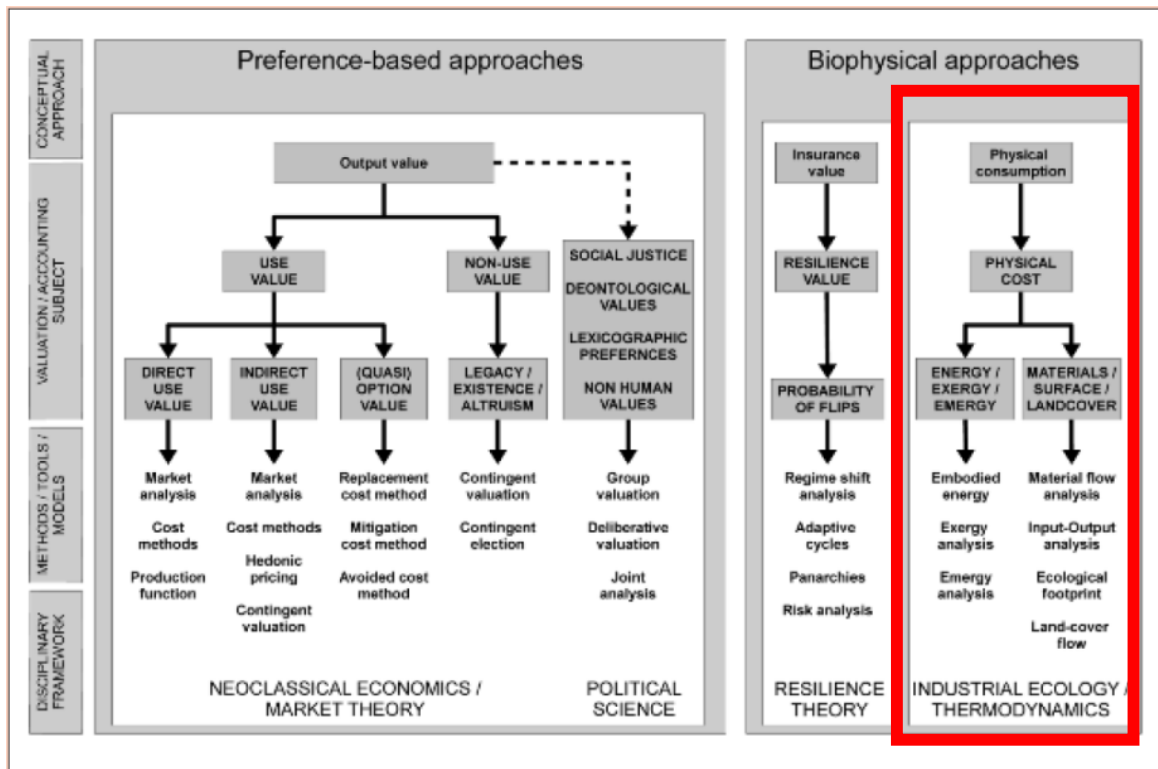 CONCEPTUAL
APPROACH
VALUATION / ACCOUNTING
SUBJECT
METHODS / TOOLS /
MODELS
DISCIPLINARY
FRAMEWORK
Preference-based approaches
Output value
USE
VALUE
NON-USE
VALUE
SOCIAL JUSTICE
DEONTOLOGICAL
VALUES
LEXICOGRAPHIC
PREFERNCES
NON HUMAN
VALUES
DIRECT
USE
VALUE
INDIRECT
USE
VALUE
(QUASI)
OPTION
VALUE
LEGACY /
EXISTENCE /
ALTRUISM
Market
analysis
Cost
methods
Production
function
Market
analysis
Cost methods
Hedonic
pricing
Contingent
valuation
Replacement
cost method
Mitigation
cost method
Avoided cost
method
Contingent
valuation
Contingent
election
Group
valuation
Deliberative
valuation
Joint
analysis
NEOCLASSICAL ECONOMICS /
MARKET THEORY
POLITICAL
SCIENCE
Biophysical approaches
Insurance
value
RESILIENCE
VALUE
PROBABILITY
OF FLIPS
Regime shift
analysis
Adaptive
cycles
Panarchies
Risk analysis
RESILIENCE
THEORY
Physical
consumption
PHYSICAL
COST
ENERGY /
EXERGY /
EMERGY
MATERIALS /
SURFACE /
LANDCOVER
Embodied
energy
Exergy
analysis
Emergy
analysis
Material flow
analysis
Input-Output
analysis
Ecological
footprint
Land-cover
flow
INDUSTRIAL ECOLOGY /
THERMODYNAMICS